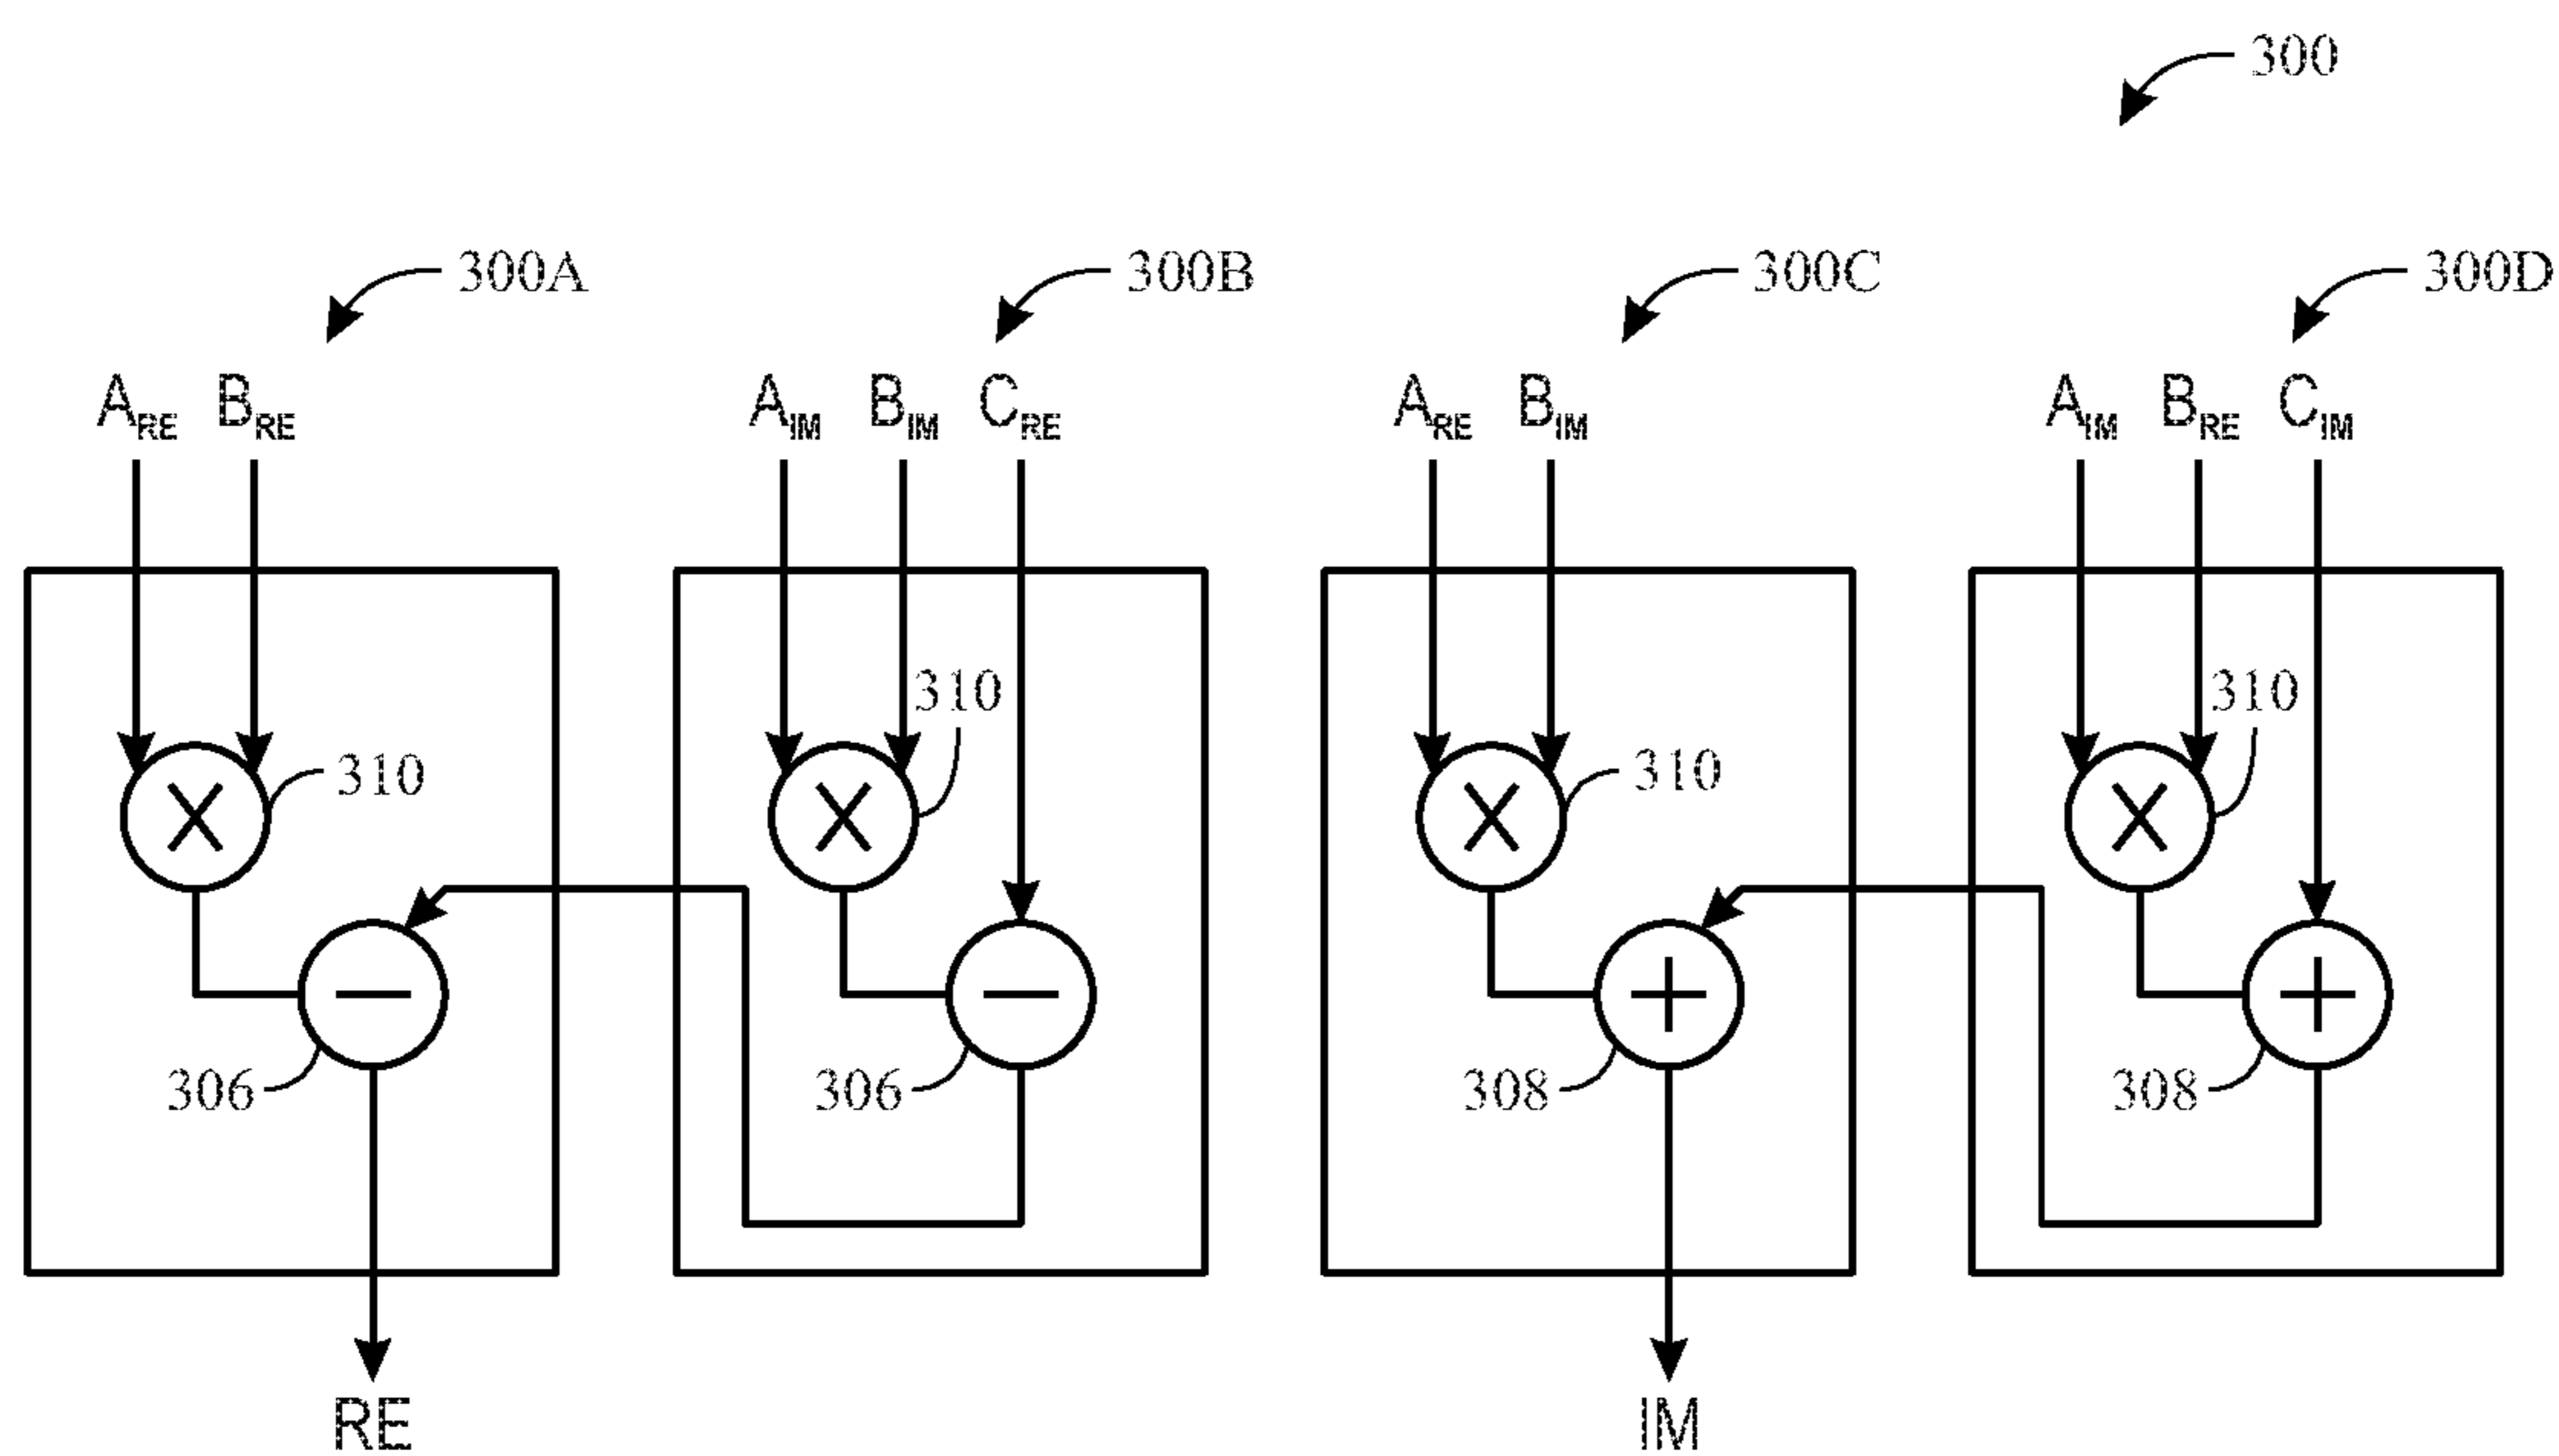 300
300A 300B 300C 300D
A_RE B_RE A_IM B_IM C_RE A_RE B_IM A_IM B_RE C_IM
310 310
310 310
306 306 308 308
RE IM